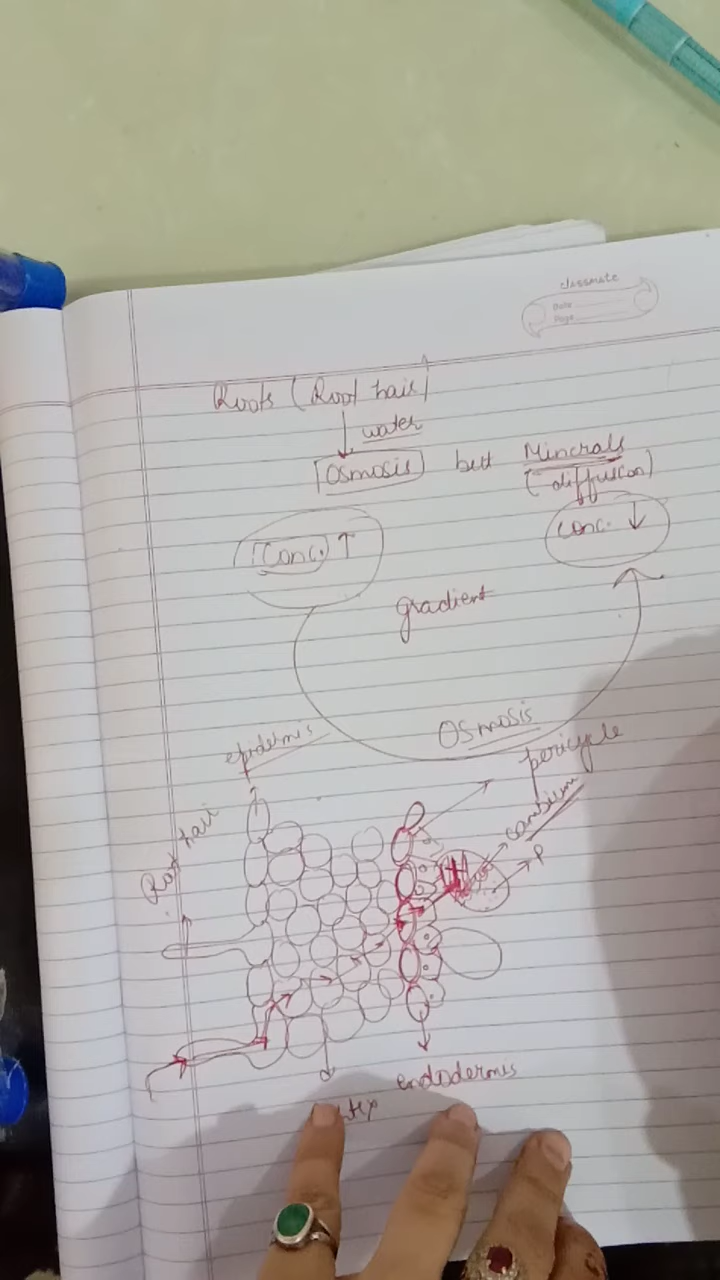 classmate
Date
Page
Roots (Root hair)
water
Osmosis but Minerals
(diffusion)
Conc. ↑
Conc. ↓
gradient
Osmosis
epidermis
pericycle
Root hair
cambium
P
endodermis